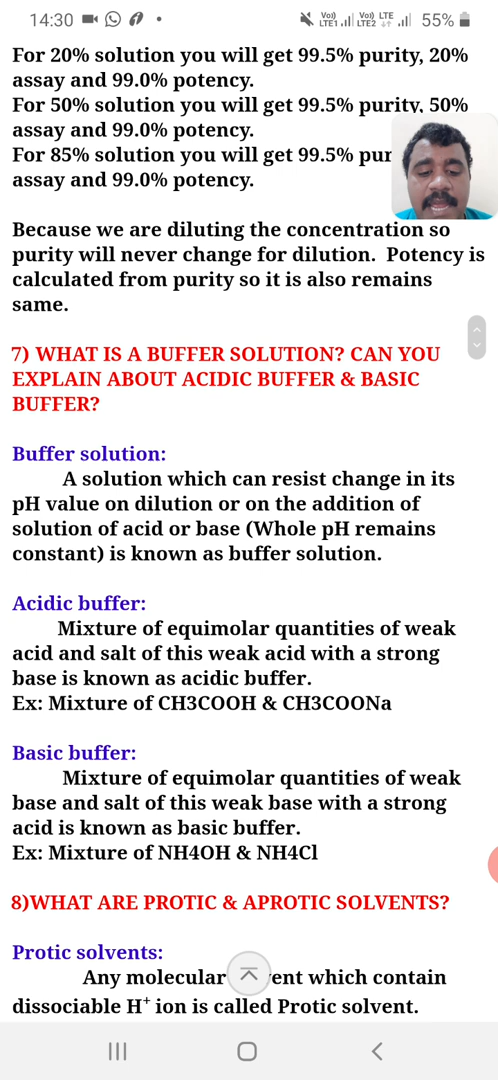 14:30 Vo)) LTE1 Vo)) LTE LTE2 55%
For 20% solution you will get 99.5% purity, 20%
assay and 99.0% potency.
For 50% solution you will get 99.5% purity, 50%
assay and 99.0% potency.
For 85% solution you will get 99.5% pur
assay and 99.0% potency.
Because we are diluting the concentration so
purity will never change for dilution. Potency is
calculated from purity so it is also remains
same.
7) WHAT IS A BUFFER SOLUTION? CAN YOU
EXPLAIN ABOUT ACIDIC BUFFER & BASIC
BUFFER?
Buffer solution:
A solution which can resist change in its
pH value on dilution or on the addition of
solution of acid or base (Whole pH remains
constant) is known as buffer solution.
Acidic buffer:
Mixture of equimolar quantities of weak
acid and salt of this weak acid with a strong
base is known as acidic buffer.
Ex: Mixture of CH3COOH & CH3COONa
Basic buffer:
Mixture of equimolar quantities of weak
base and salt of this weak base with a strong
acid is known as basic buffer.
Ex: Mixture of NH4OH & NH4Cl
8)WHAT ARE PROTIC & APROTIC SOLVENTS?
Protic solvents:
Any molecular vent which contain
dissociable H⁺ ion is called Protic solvent.